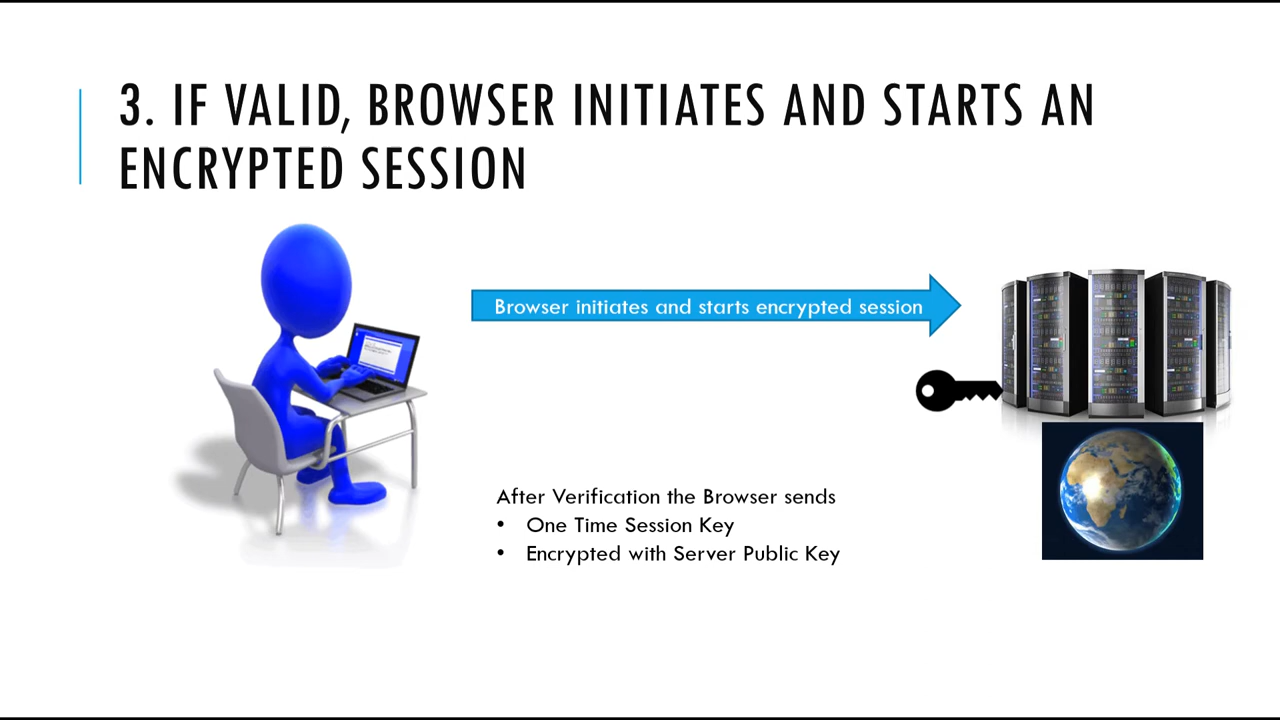 3. IF VALID, BROWSER INITIATES AND STARTS AN
ENCRYPTED SESSION
Browser initiates and starts encrypted session
After Verification the Browser sends
• One Time Session Key
• Encrypted with Server Public Key